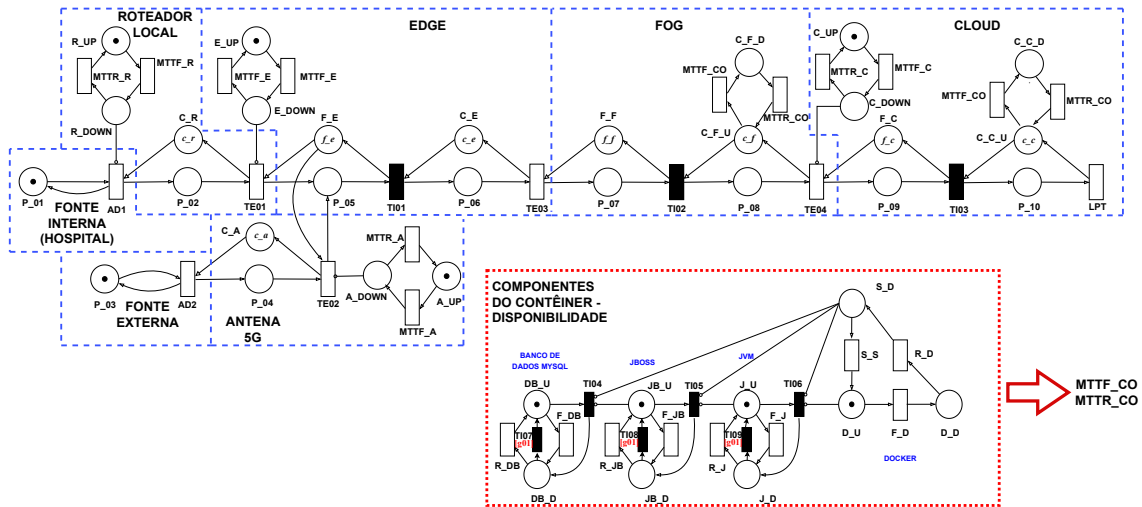 ROTEADOR
LOCAL
EDGE
FOG
CLOUD
R_UP
MTTR_R
MTTF_R
R_DOWN
E_UP
MTTF_E
MTTF_E
E_DOWN
C_F_D
MTTF_CO
MTTR_CO
C_F_U
C_UP
MTTR_C
MTTF_C
C_DOWN
C_C_D
MTTF_CO
MTTR_CO
C_C_U
C_R
c_r
F_E
f_e
C_E
c_e
F_F
f_f
c_f
F_C
f_c
c_c
P_01
AD1
P_02
TE01
P_05
TI01
P_06
TE03
P_07
TI02
P_08
TE04
P_09
TI03
P_10
LPT
FONTE
INTERNA
(HOSPITAL)
C_A
c_a
MTTR_A
P_03
AD2
P_04
TE02
A_DOWN
A_UP
MTTF_A
FONTE
EXTERNA
ANTENA
5G
COMPONENTES
DO CONTÊINER -
DISPONIBILIDADE
S_D
S_S
R_D
BANCO DE
DADOS MYSQL
JBOSS
JVM
DB_U
TI04
JB_U
TI05
J_U
TI06
F_DB
F_JB
F_J
TI07
[g01]
TI08
[g01]
TI09
[g01]
R_DB
R_JB
R_J
DB_D
JB_D
J_D
D_U
F_D
D_D
DOCKER
MTTF_CO
MTTR_CO